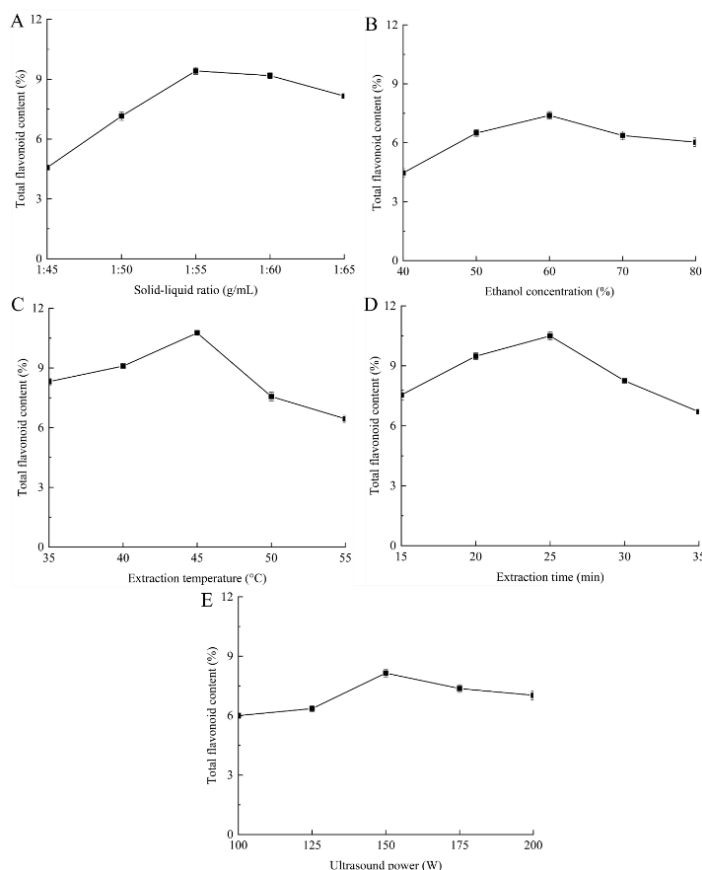 A
12
9
6
3
0
Total flavonoid content (%)
1:45 1:50 1:55 1:60 1:65
Solid-liquid ratio (g/mL)
B
12
9
6
3
0
Total flavonoid content (%)
40 50 60 70 80
Ethanol concentration (%)
C
12
9
6
3
0
Total flavonoid content (%)
35 40 45 50 55
Extraction temperature (°C)
D
12
9
6
3
0
Total flavonoid content (%)
15 20 25 30 35
Extraction time (min)
E
12
9
6
3
0
Total flavonoid content (%)
100 125 150 175 200
Ultrasound power (W)